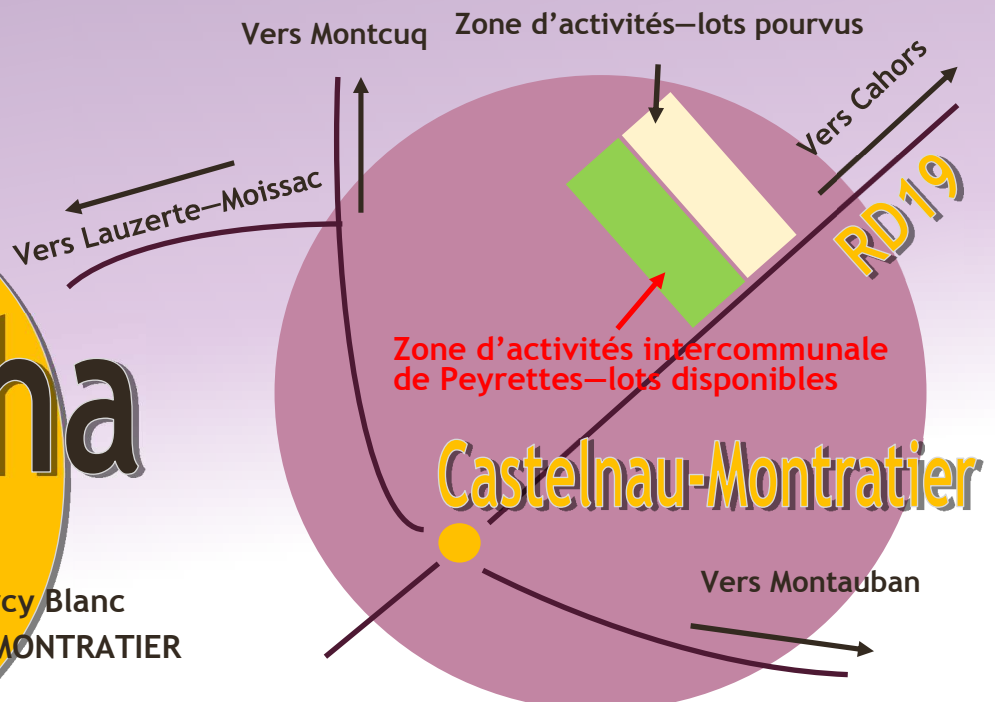 Vers Montcuq
Zone d’activités—lots pourvus
Vers Cahors
Vers Lauzerte—Moissac
RD19
Zone d’activités intercommunale
de Peyrettes—lots disponibles
ha
Castelnau-Montratier
Vers Montauban
Blanc
MONTRATIER